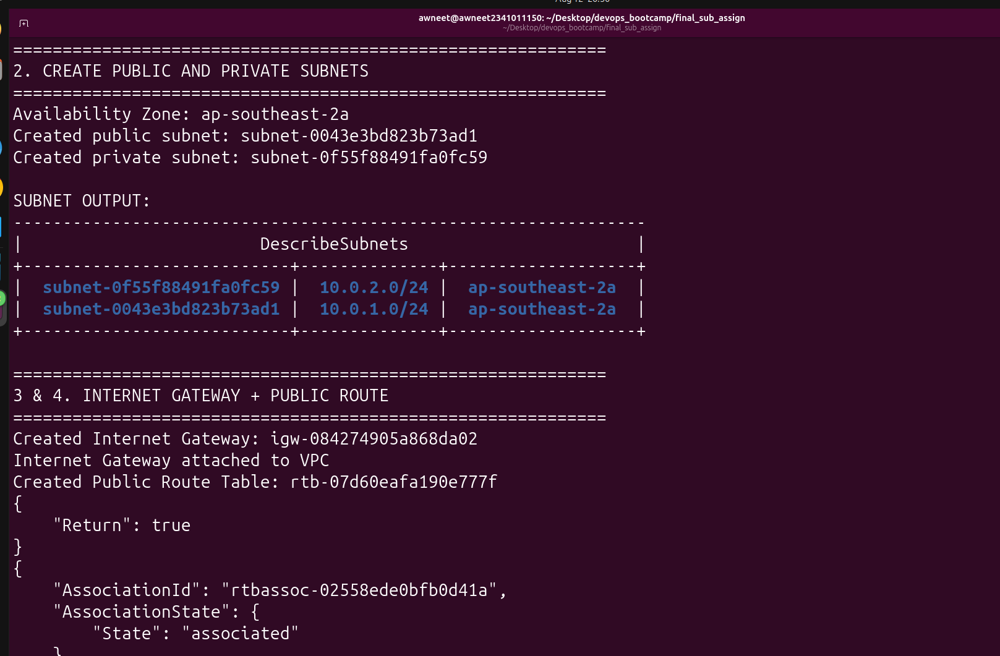 awneet@awneet2341011150: ~/Desktop/devops_bootcamp/final_sub_assign
~/Desktop/devops_bootcamp/final_sub_assign
============================================================
2. CREATE PUBLIC AND PRIVATE SUBNETS
============================================================
Availability Zone: ap-southeast-2a
Created public subnet: subnet-0043e3bd823b73ad1
Created private subnet: subnet-0f55f88491fa0fc59
SUBNET OUTPUT:
----------------------------------------------------------------
|                        DescribeSubnets                       |
+---------------------------+--------------+-------------------+
|  subnet-0f55f88491fa0fc59 |  10.0.2.0/24 |  ap-southeast-2a  |
|  subnet-0043e3bd823b73ad1 |  10.0.1.0/24 |  ap-southeast-2a  |
+---------------------------+--------------+-------------------+
============================================================
3 & 4. INTERNET GATEWAY + PUBLIC ROUTE
============================================================
Created Internet Gateway: igw-084274905a868da02
Internet Gateway attached to VPC
Created Public Route Table: rtb-07d60eafa190e777f
{
    "Return": true
}
{
    "AssociationId": "rtbassoc-02558ede0bfb0d41a",
    "AssociationState": {
        "State": "associated"
    }